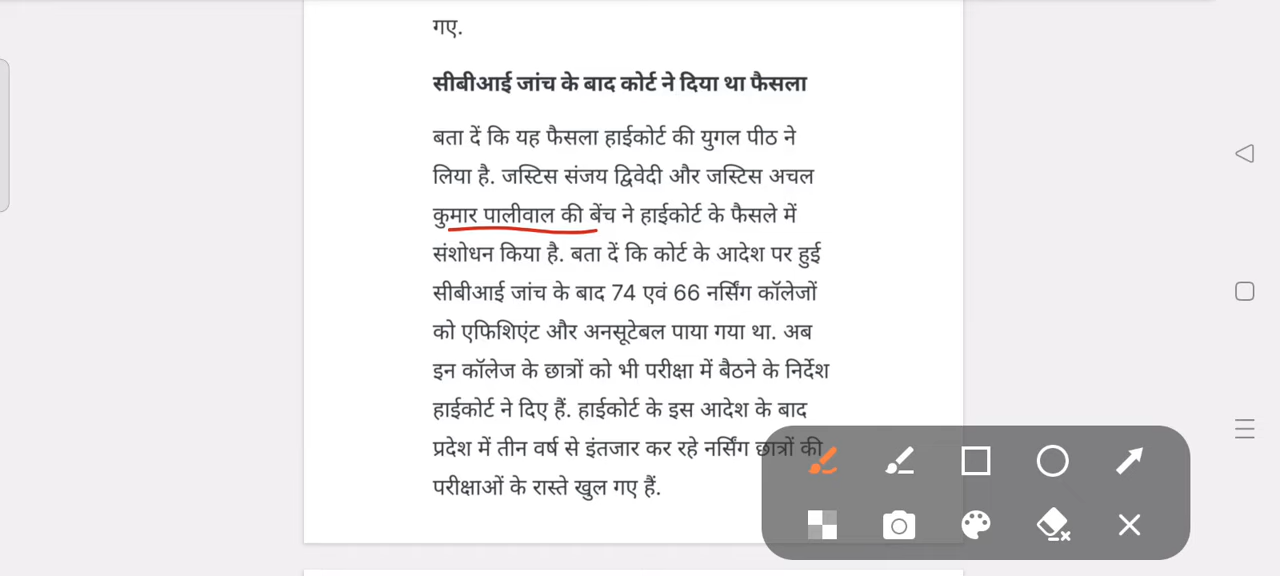 गए.
सीबीआई जांच के बाद कोर्ट ने दिया था फैसला
बता दें कि यह फैसला हाईकोर्ट की युगल पीठ ने
लिया है. जस्टिस संजय द्विवेदी और जस्टिस अचल
कुमार पालीवाल की बेंच ने हाईकोर्ट के फैसले में
संशोधन किया है. बता दें कि कोर्ट के आदेश पर हुई
सीबीआई जांच के बाद 74 एवं 66 नर्सिंग कॉलेजों
को एफिशिएंट और अनसूटेबल पाया गया था. अब
इन कॉलेज के छात्रों को भी परीक्षा में बैठने के निर्देश
हाईकोर्ट ने दिए हैं. हाईकोर्ट के इस आदेश के बाद
प्रदेश में तीन वर्ष से इंतजार कर रहे नर्सिंग छात्रों की
परीक्षाओं के रास्ते खुल गए हैं.